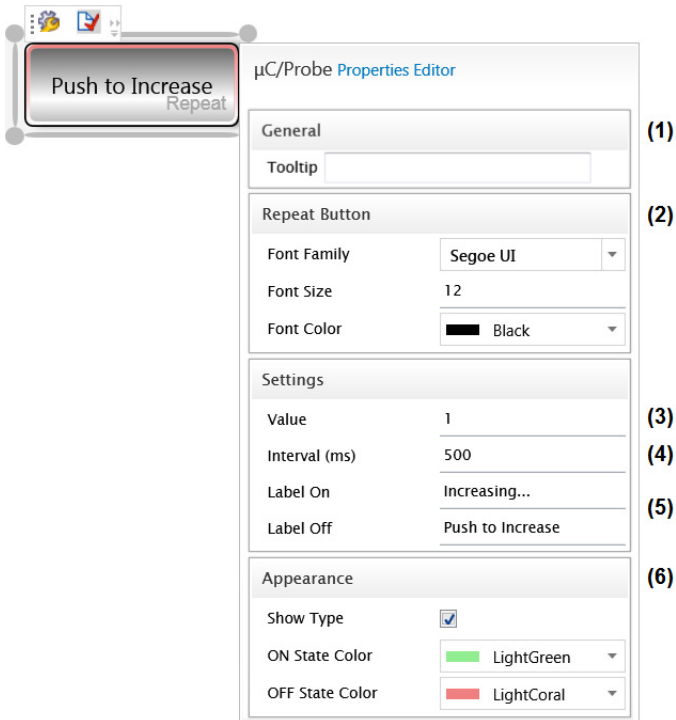 Push to Increase
Repeat
µC/Probe Properties Editor
General (1)
Tooltip
Repeat Button (2)
Font Family Segoe UI
Font Size 12
Font Color Black
Settings
Value 1 (3)
Interval (ms) 500 (4)
Label On Increasing...
(5)
Label Off Push to Increase
Appearance (6)
Show Type
ON State Color LightGreen
OFF State Color LightCoral